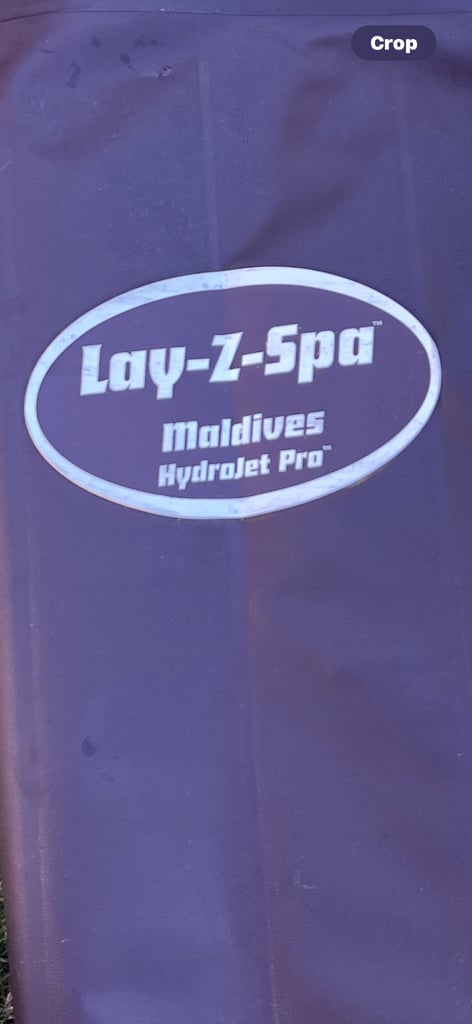 Crop
Lay-Z-Spa™
Maldives
HydroJet Pro™